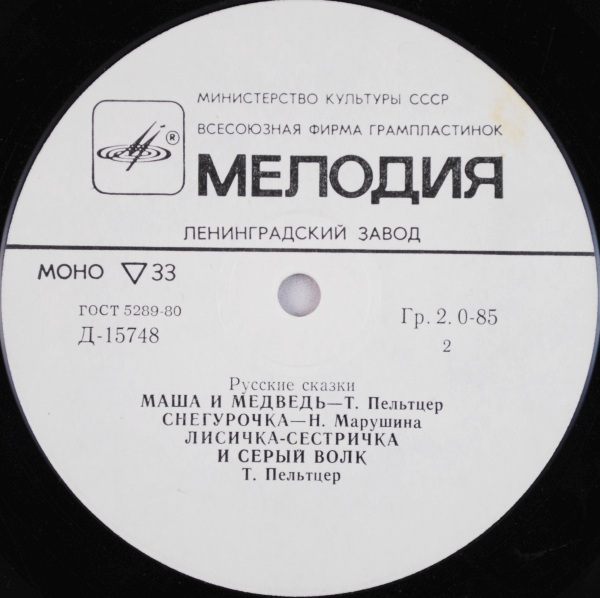 МИНИСТЕРСТВО КУЛЬТУРЫ СССР
ВСЕСОЮЗНАЯ ФИРМА ГРАМПЛАСТИНОК
®
МЕЛОДИЯ
ЛЕНИНГРАДСКИЙ ЗАВОД
МОНО ▽ 33
ГОСТ 5289-80
Д-15748
Гр. 2. 0-85
2
Русские сказки
МАША И МЕДВЕДЬ—Т. Пельтцер
СНЕГУРОЧКА—Н. Марушина
ЛИСИЧКА-СЕСТРИЧКА
И СЕРЫЙ ВОЛК
Т. Пельтцер